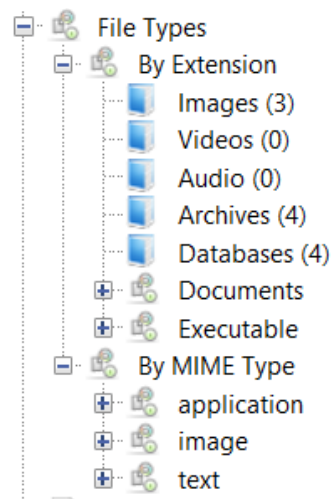 File Types
By Extension
Images (3)
Videos (0)
Audio (0)
Archives (4)
Databases (4)
Documents
Executable
By MIME Type
application
image
text